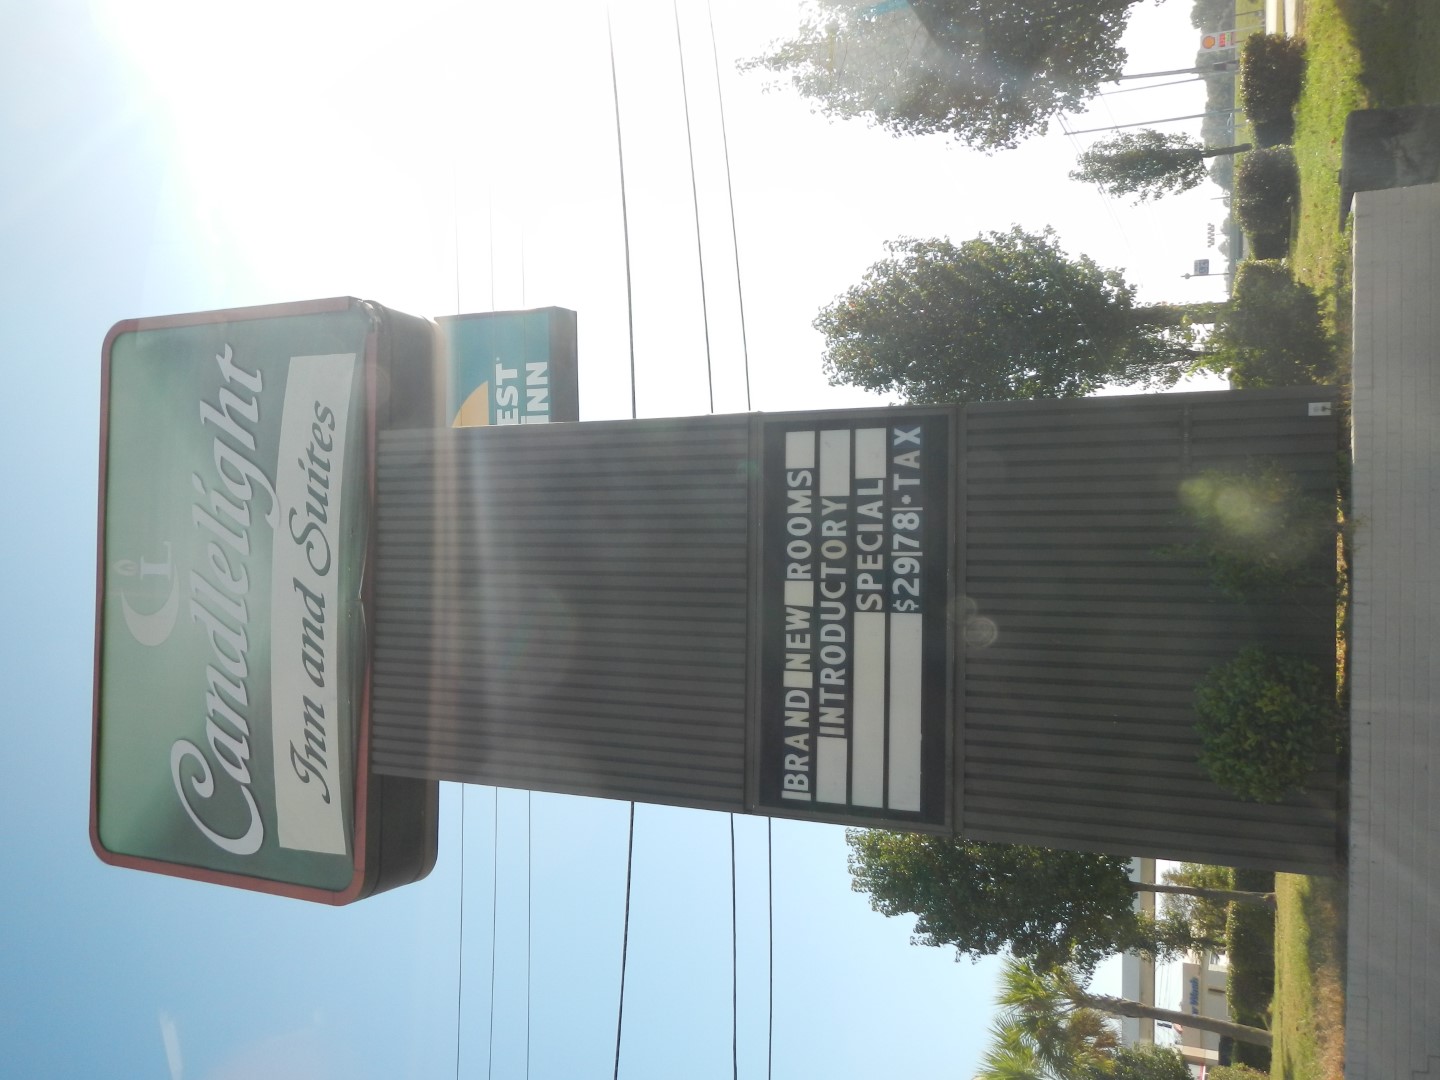 CL
Candlelight
Inn and Suites
EST
INN
BRAND NEW ROOMS
INTRODUCTORY
SPECIAL
$29|78|·TAX